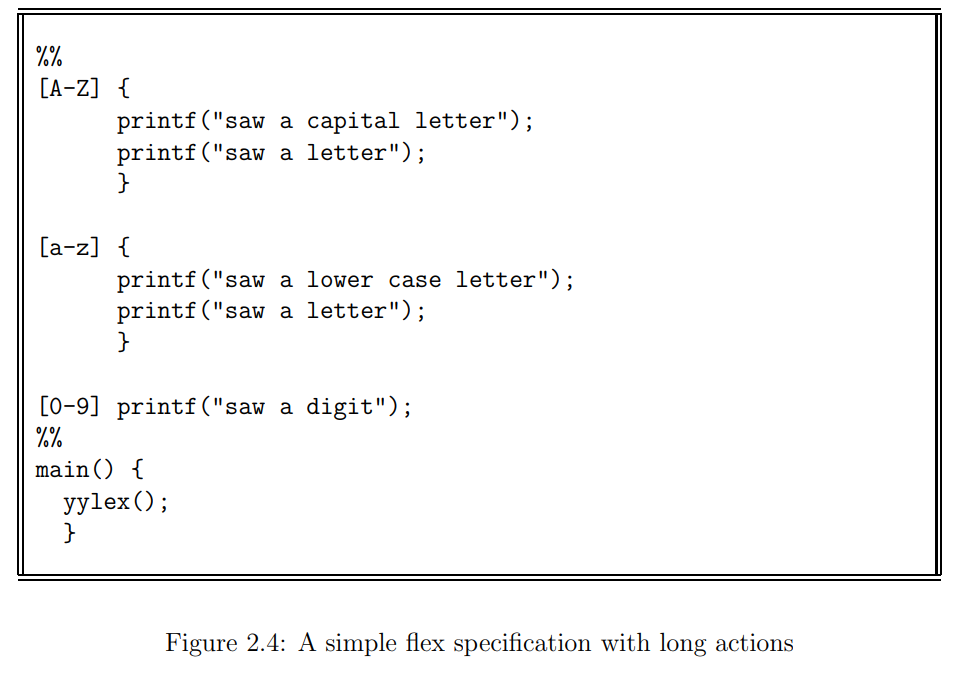 %%
[A-Z] {
      printf("saw a capital letter");
      printf("saw a letter");
      }
[a-z] {
      printf("saw a lower case letter");
      printf("saw a letter");
      }
[0-9] printf("saw a digit");
%%
main() {
  yylex();
  }
Figure 2.4: A simple flex specification with long actions